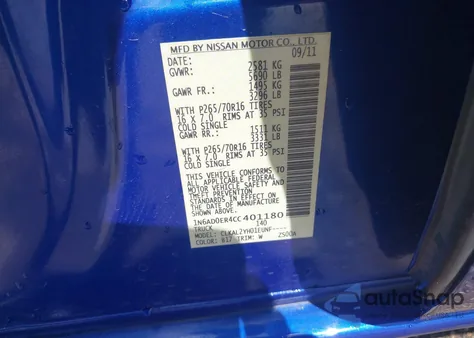 MFD BY NISSAN MOTOR CO., LTD.
DATE: 09/11
GVWR: 2581 KG
5690 LB
GAWR FR.: 1495 KG
3296 LB
WITH P265/70R16 TIRES
16 X 7.0 RIMS AT 35 PSI
COLD SINGLE
GAWR RR.: 1511 KG
3331 LB
WITH P265/70R16 TIRES
16 X 7.0 RIMS AT 35 PSI
COLD SINGLE
THIS VEHICLE CONFORMS TO ALL
APPLICABLE FEDERAL
MOTOR VEHICLE SAFETY AND
THEFT PREVENTION
STANDARDS IN EFFECT ON
THE DATE OF MANUFACTURE
SHOWN ABOVE.
1N6AD0ER4CC401180
TRUCK 140
MODEL: CLKALZYHD1EUNF----
COLOR: B17 TRIM: W 2500A
autoSnap